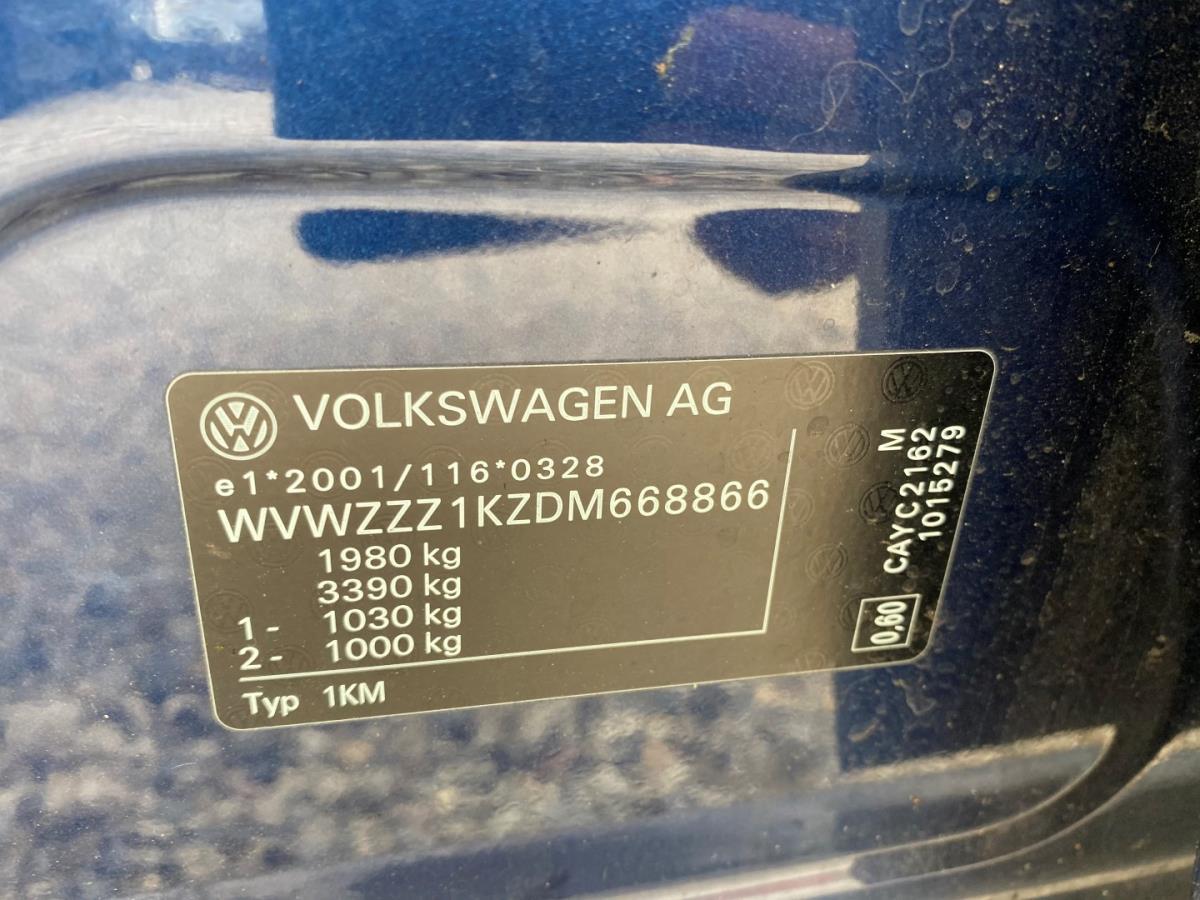 VOLKSWAGEN AG
e1*2001/116*0328
WVWZZZ1KZDM668866
1980 kg
3390 kg
1- 1030 kg
2- 1000 kg
Typ 1KM
M
CAYC2162
1015279
0,60